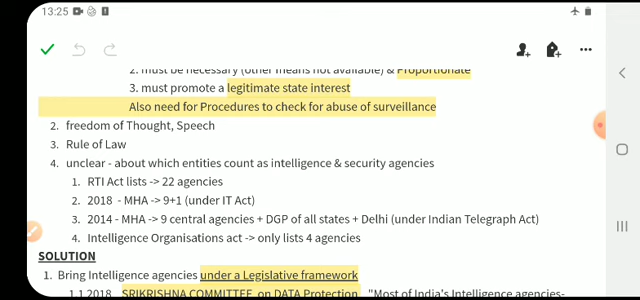 13:25
2. must be necessary (other means not available) & Proportionate
3. must promote a legitimate state interest
Also need for Procedures to check for abuse of surveillance
2. freedom of Thought, Speech
3. Rule of Law
4. unclear - about which entities count as intelligence & security agencies
1. RTI Act lists -> 22 agencies
2. 2018 - MHA -> 9+1 (under IT Act)
3. 2014 - MHA -> 9 central agencies + DGP of all states + Delhi (under Indian Telegraph Act)
4. Intelligence Organisations act -> only lists 4 agencies
SOLUTION
1. Bring Intelligence agencies under a Legislative framework
1.1.2018 SRIKRISHNA COMMITTEE on DATA Protection "Most of India's Intelligence agencies-